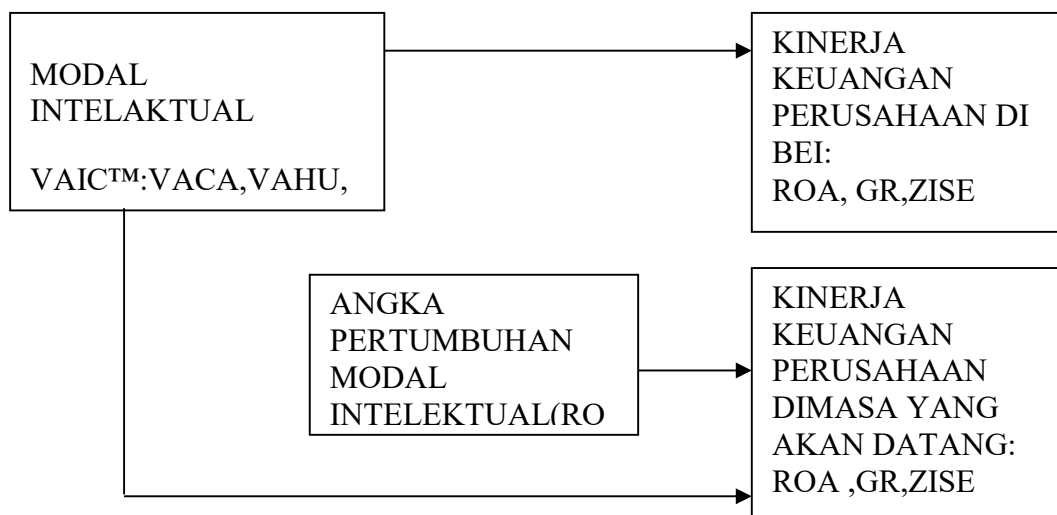 MODAL
INTELAKTUAL
VAIC™:VACA,VAHU,
KINERJA
KEUANGAN
PERUSAHAAN DI
BEI:
ROA, GR,ZISE
ANGKA
PERTUMBUHAN
MODAL
INTELEKTUAL(RO
KINERJA
KEUANGAN
PERUSAHAAN
DIMASA YANG
AKAN DATANG:
ROA ,GR,ZISE